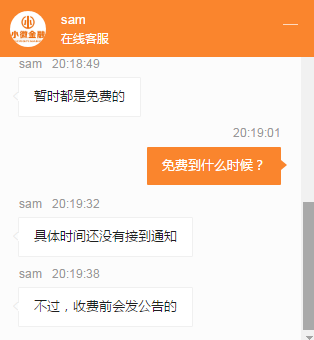 小微金融
sam
在线客服
sam 20:18:49
暂时都是免费的
20:19:01
免费到什么时候？
sam 20:19:32
具体时间还没有接到通知
sam 20:19:38
不过，收费前会发公告的